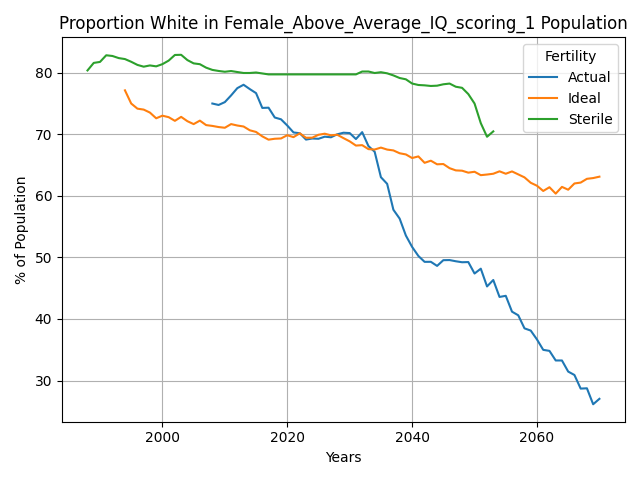 Proportion White in Female_Above_Average_IQ_scoring_1 Population
% of Population
80
70
60
50
40
30
2000
2020
2040
2060
Years
Fertility
Actual
Ideal
Sterile